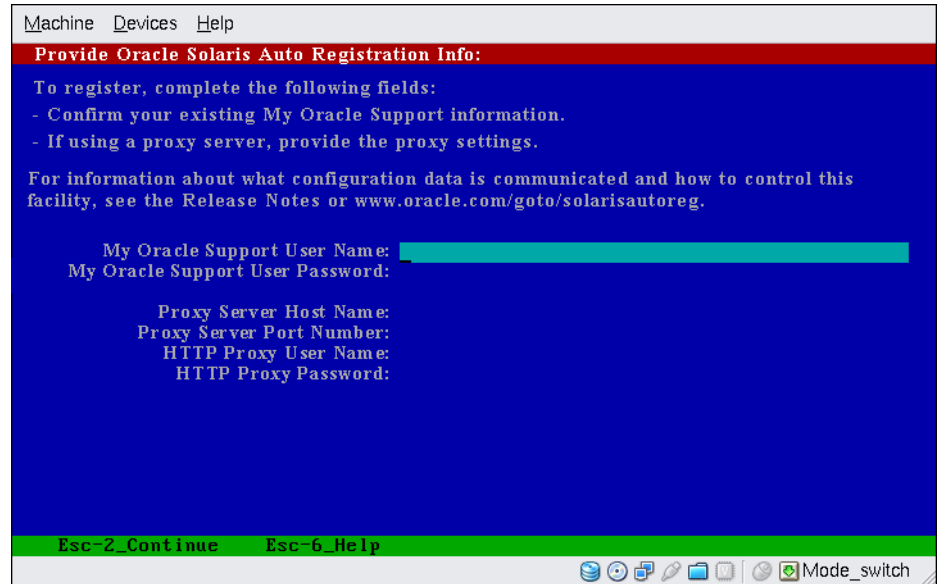 Machine Devices Help
Provide Oracle Solaris Auto Registration Info:
To register, complete the following fields:
- Confirm your existing My Oracle Support information.
- If using a proxy server, provide the proxy settings.
For information about what configuration data is communicated and how to control this
facility, see the Release Notes or www.oracle.com/goto/solarisautoreg.
My Oracle Support User Name:
My Oracle Support User Password:
Proxy Server Host Name:
Proxy Server Port Number:
HTTP Proxy User Name:
HTTP Proxy Password:
Esc-2_Continue Esc-6_Help
Mode_switch